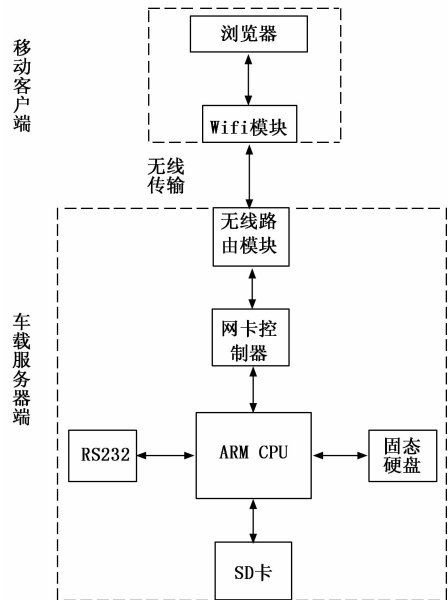 移动客户端
浏览器
Wifi模块
无线
传输
车载服务器端
无线路
由模块
网卡控
制器
RS232
ARM CPU
固态
硬盘
SD卡